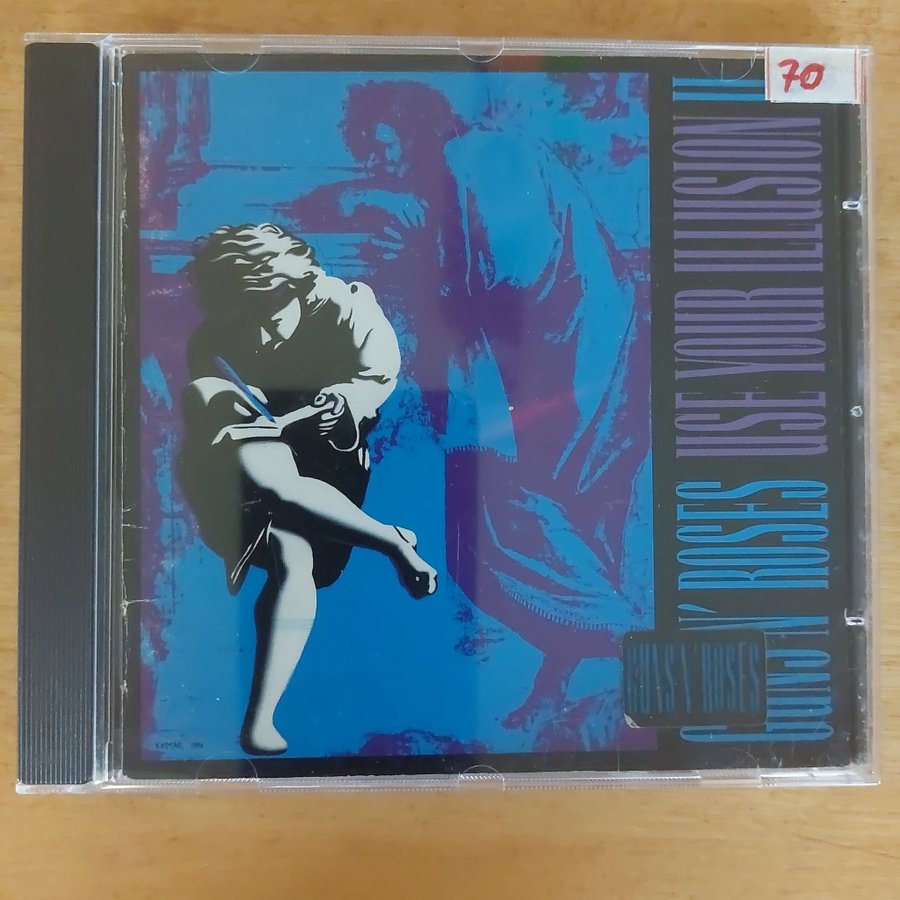 70
GUNS N' ROSES USE YOUR ILLUSION II
GUNS N' ROSES